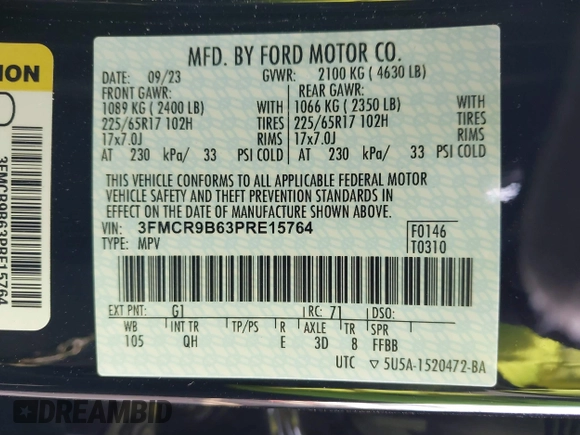 MFD. BY FORD MOTOR CO.
DATE: 09/23 GVWR: 2100 KG ( 4630 LB)
FRONT GAWR: REAR GAWR:
1089 KG ( 2400 LB) WITH 1066 KG ( 2350 LB) WITH
225/65R17 102H TIRES 225/65R17 102H TIRES
17x7.0J RIMS 17x7.0J RIMS
AT 230 kPa/ 33 PSI COLD AT 230 kPa/ 33 PSI COLD
THIS VEHICLE CONFORMS TO ALL APPLICABLE FEDERAL MOTOR
VEHICLE SAFETY AND THEFT PREVENTION STANDARDS IN
EFFECT ON THE DATE OF MANUFACTURE SHOWN ABOVE.
VIN: 3FMCR9B63PRE15764 F0146
TYPE: MPV T0310
EXT PNT: G1 RC: 71 DSO:
WB INT TR TP/PS R AXLE TR SPR
105 QH E 3D 8 FFBB
UTC ▽ 5U5A-1520472-BA
ION
3FMCR9B63PRE15764
DREAMBID